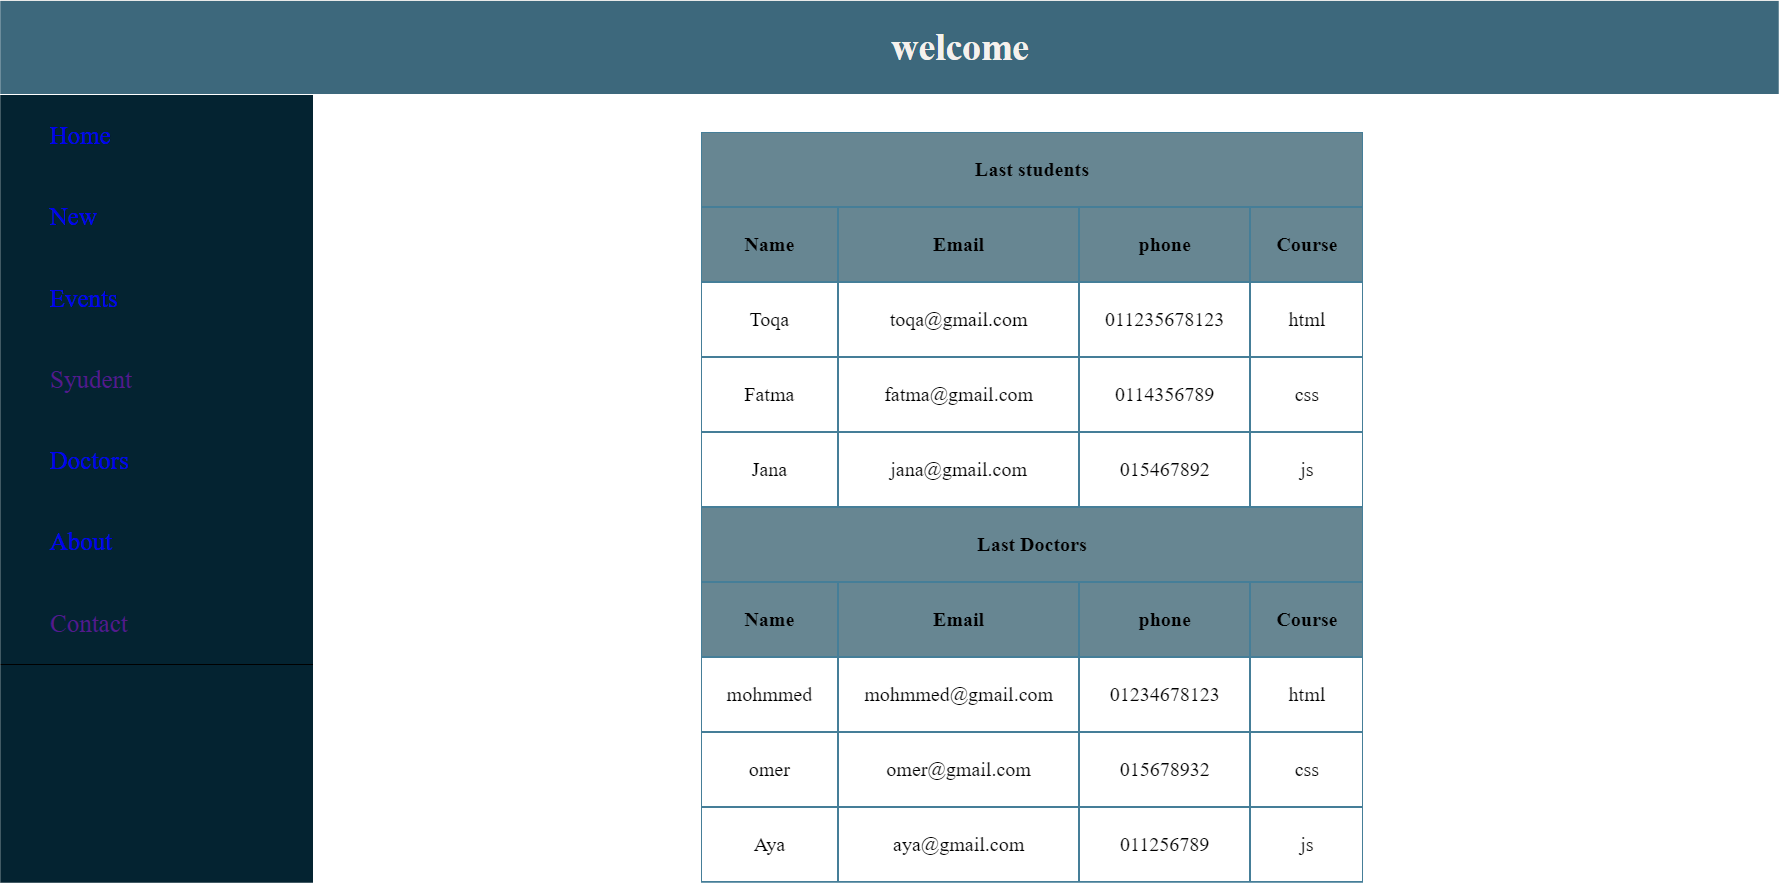 welcome
Home
New
Events
Syudent
Doctors
About
Contact
Last students
Name Email phone Course
Toqa toqa@gmail.com 011235678123 html
Fatma fatma@gmail.com 0114356789 css
Jana jana@gmail.com 015467892 js
Last Doctors
Name Email phone Course
mohmmed mohmmed@gmail.com 01234678123 html
omer omer@gmail.com 015678932 css
Aya aya@gmail.com 011256789 js